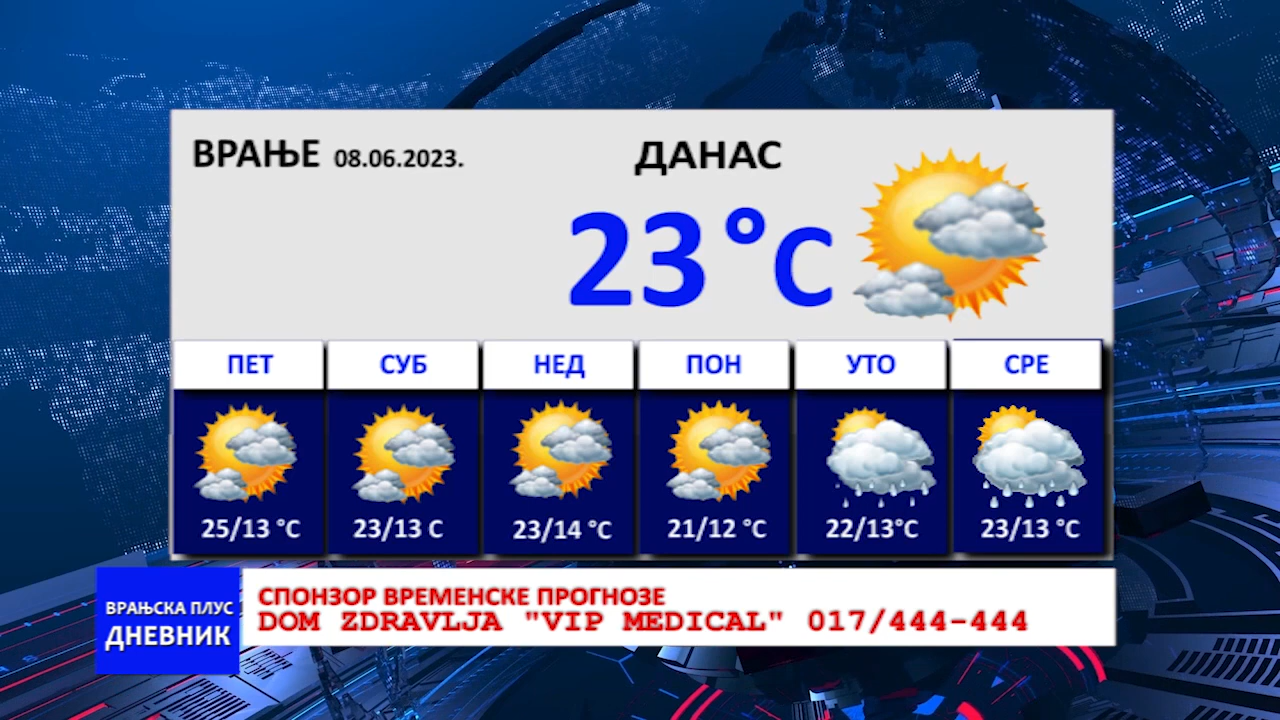 ВРАЊЕ 08.06.2023.
ДАНАС
23°C
ПЕТ СУБ НЕД ПОН УТО СРЕ
25/13 °C 23/13 C 23/14 °C 21/12 °C 22/13°C 23/13 °C
ВРАЊСКА ПЛУС
ДНЕВНИК
СПОНЗОР ВРЕМЕНСКЕ ПРОГНОЗЕ
DOM ZDRAVLJA "VIP MEDICAL" 017/444-444